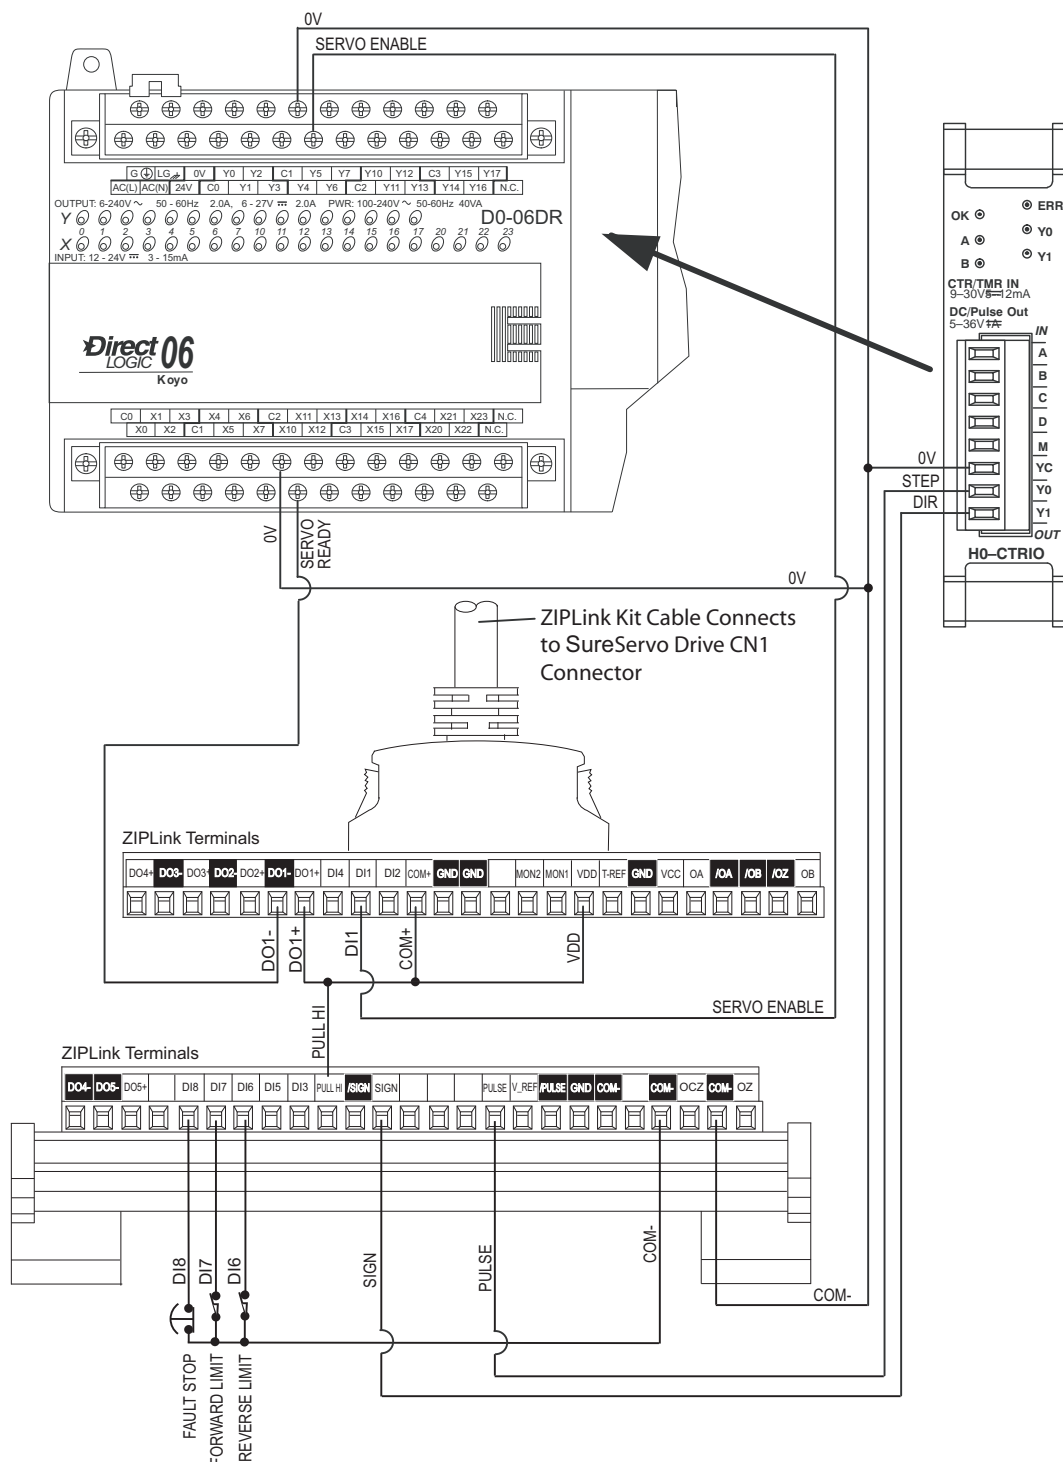 0V
SERVO ENABLE
G LG 0V Y0 Y2 C1 Y5 Y7 Y10 Y12 C3 Y15 Y17
AC(L) AC(N) 24V C0 Y1 Y3 Y4 Y6 C2 Y11 Y13 Y14 Y16 N.C.
OUTPUT: 6-240V ~ 50 - 60Hz 2.0A, 6 - 27V 2.0A PWR: 100-240V ~ 50-60Hz 40VA
Y
D0-06DR
0 1 2 3 4 5 6 7 10 11 12 13 14 15 16 17 20 21 22 23
X
INPUT: 12 - 24V 3 - 15mA
Direct
LOGIC 06
Koyo
C0 X1 X3 X4 X6 C2 X11 X13 X14 X16 C4 X21 X23 N.C.
X0 X2 C1 X5 X7 X10 X12 C3 X15 X17 X20 X22 N.C.
OK ERR
A Y0
B Y1
CTR/TMR IN
9–30V 5–12mA
DC/Pulse Out
5–36V 1A
IN
A
B
C
D
M
YC
Y0
Y1
OUT
H0–CTRIO
0V
STEP
DIR
0V
SERVO
READY
0V
ZIPLink Kit Cable Connects
to SureServo Drive CN1
Connector
ZIPLink Terminals
DO4+ DO3- DO3+ DO2- DO2+ DO1- DO1+ DI4 DI1 DI2 COM+ GND GND MON2 MON1 VDD T-REF GND VCC OA /OA /OB /OZ OB
DO1-
DO1+
DI1
COM+
VDD
SERVO ENABLE
PULL HI
ZIPLink Terminals
DO4- DO5- DO5+ DI8 DI7 DI6 DI5 DI3 PULL HI /SIGN SIGN PULSE V_REF /PULSE GND COM- COM- OCZ COM- OZ
DI8
DI7
DI6
SIGN
PULSE
COM-
COM-
FAULT STOP
FORWARD LIMIT
REVERSE LIMIT